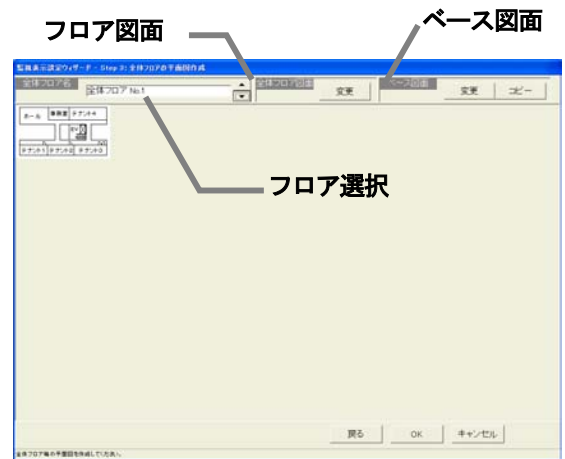 フロア図面
ベース図面
監視表示設定ウィザード - Step 3: 全体フロアの平面図作成
全体フロア名
全体フロア No.1
全体フロア図面
変更
ベース図面
変更
コピー
ホール 事務室 テナント4
EV
テナント1 テナント2 テナント3
フロア選択
戻る
OK
キャンセル
全体フロア毎の平面図を作成してください。